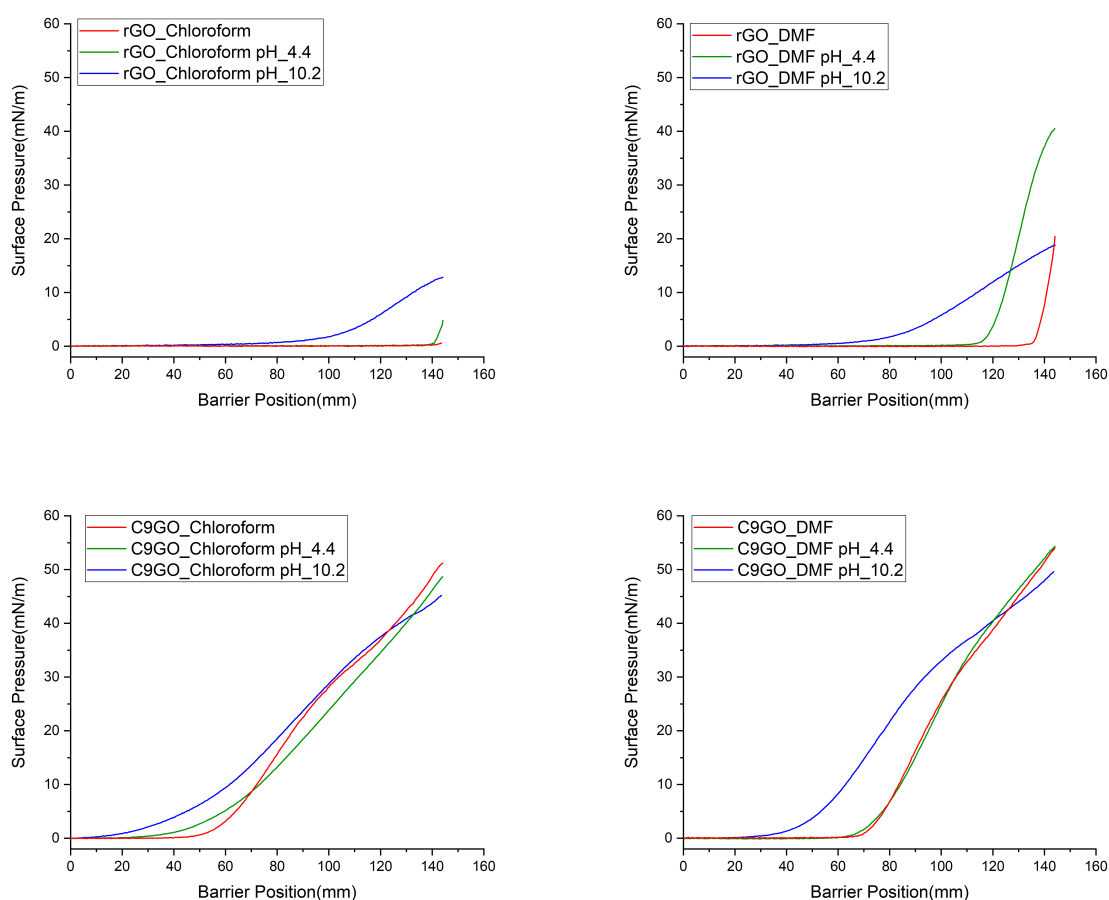 60
50
40
30
20
10
0
0 20 40 60 80 100 120 140 160
Surface Pressure(mN/m)
Barrier Position(mm)
rGO_Chloroform
rGO_Chloroform pH_4.4
rGO_Chloroform pH_10.2
60
50
40
30
20
10
0
0 20 40 60 80 100 120 140 160
Surface Pressure(mN/m)
Barrier Position(mm)
rGO_DMF
rGO_DMF pH_4.4
rGO_DMF pH_10.2
60
50
40
30
20
10
0
0 20 40 60 80 100 120 140 160
Surface Pressure(mN/m)
Barrier Position(mm)
C9GO_Chloroform
C9GO_Chloroform pH_4.4
C9GO_Chloroform pH_10.2
60
50
40
30
20
10
0
0 20 40 60 80 100 120 140 160
Surface Pressure(mN/m)
Barrier Position(mm)
C9GO_DMF
C9GO_DMF pH_4.4
C9GO_DMF pH_10.2